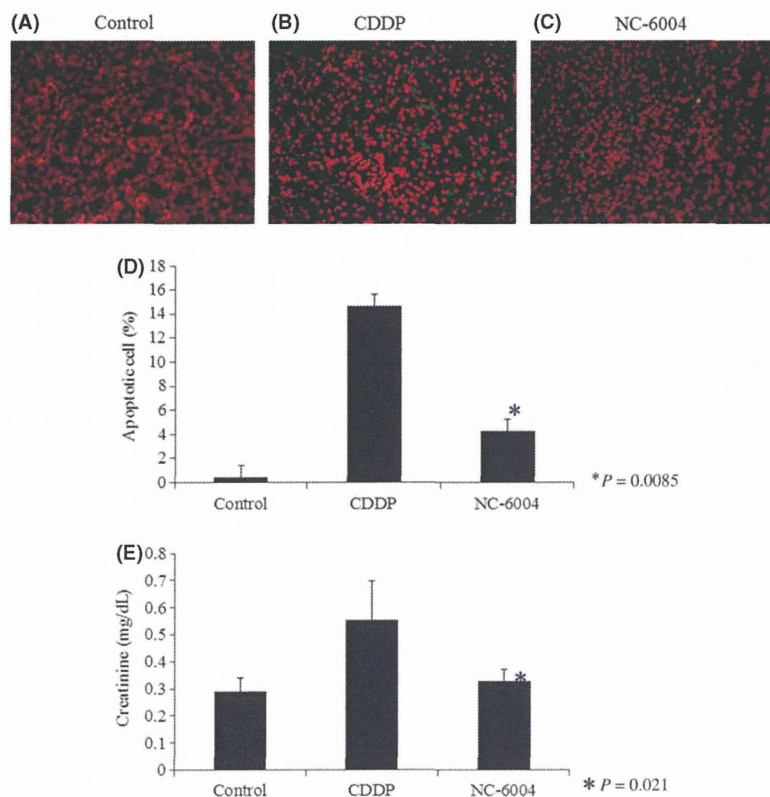 (A) Control (B) CDDP (C) NC-6004
(D)
Apoptotic cell (%)
18
16
14
12
10
8
6
4
2
0
*
Control CDDP NC-6004
*P = 0.0085
(E)
Creatinine (mg/dL)
0.8
0.7
0.6
0.5
0.4
0.3
0.2
0.1
0
*
Control CDDP NC-6004
* P = 0.021